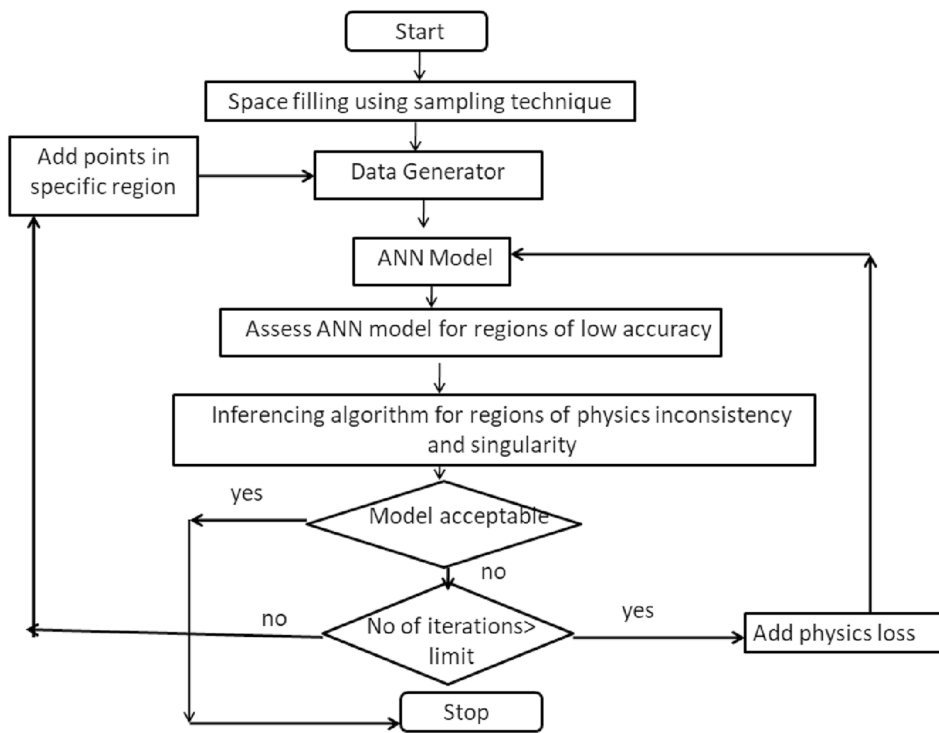 Start
Space filling using sampling technique
Add points in
specific region
Data Generator
ANN Model
Assess ANN model for regions of low accuracy
Inferencing algorithm for regions of physics inconsistency
and singularity
yes
Model acceptable
no
no
No of iterations>
limit
yes
Add physics loss
Stop